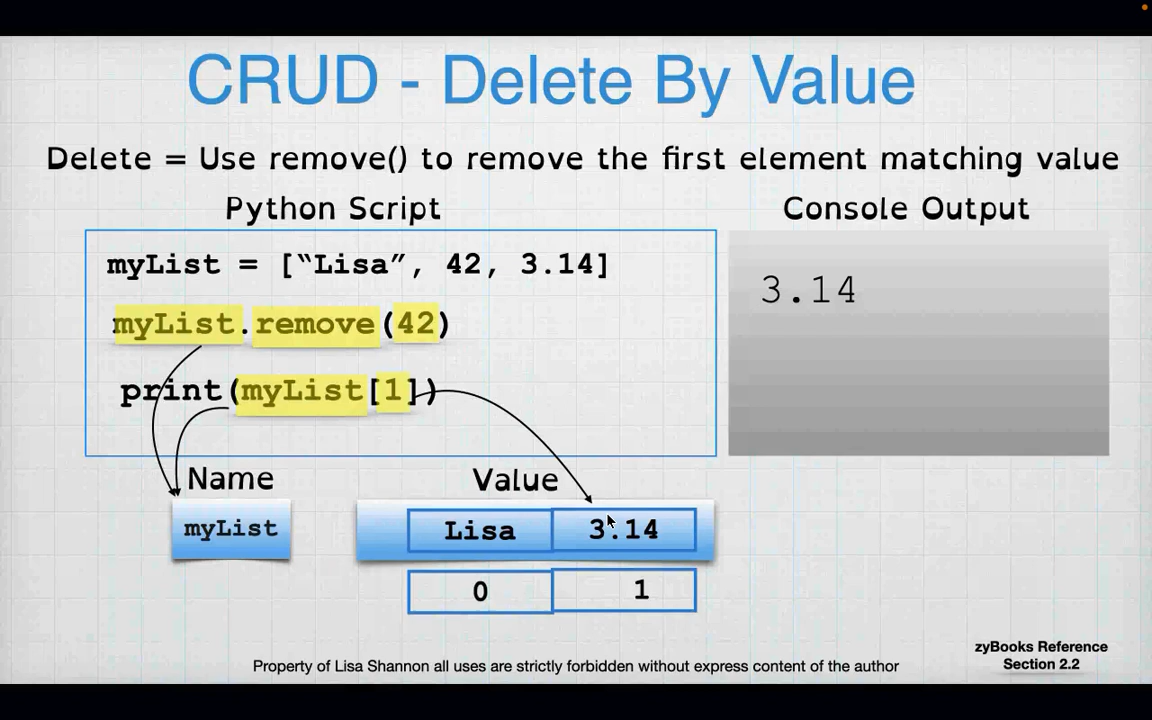 CRUD - Delete By Value
Delete = Use remove() to remove the first element matching value
Python Script
Console Output
myList = [“Lisa”, 42, 3.14]
myList.remove(42)
print(myList[1])
3.14
Name
Value
myList
Lisa 3.14
0 1
zyBooks Reference
Section 2.2
Property of Lisa Shannon all uses are strictly forbidden without express content of the author